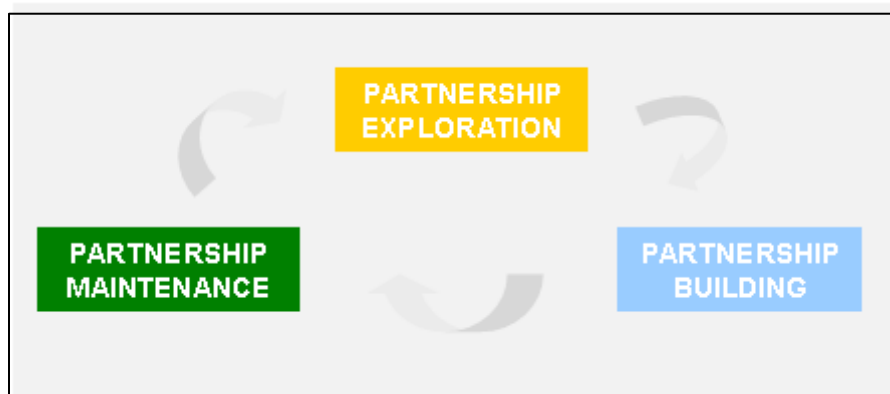 PARTNERSHIP
EXPLORATION
PARTNERSHIP
MAINTENANCE
PARTNERSHIP
BUILDING